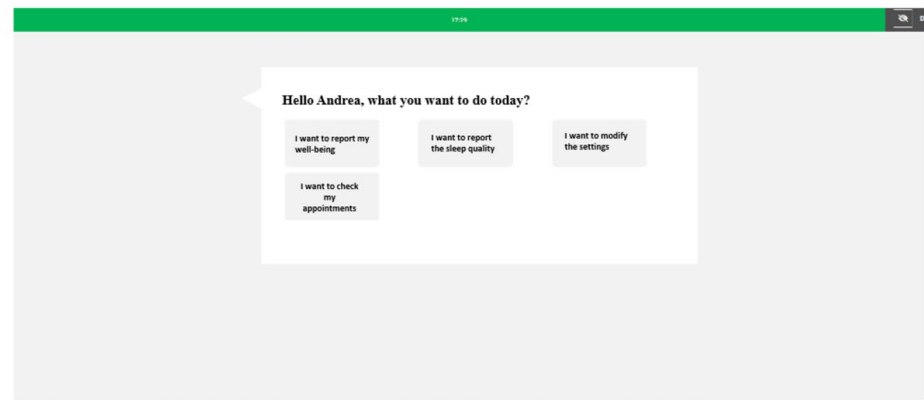 17:26
D
Hello Andrea, what you want to do today?
I want to report my
well-being
I want to report
the sleep quality
I want to modify
the settings
I want to check
my
appointments